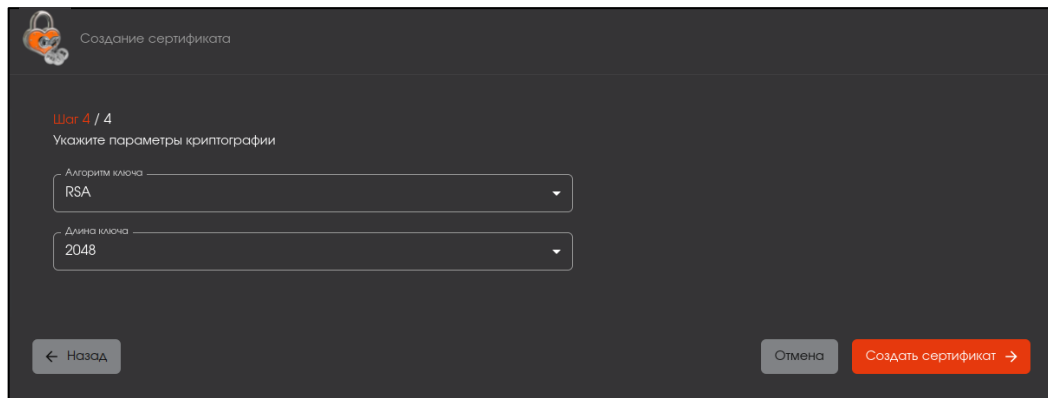 Создание сертификата
Шаг 4 / 4
Укажите параметры криптографии
Алгоритм ключа
RSA
Длина ключа
2048
← Назад
Отмена
Создать сертификат →